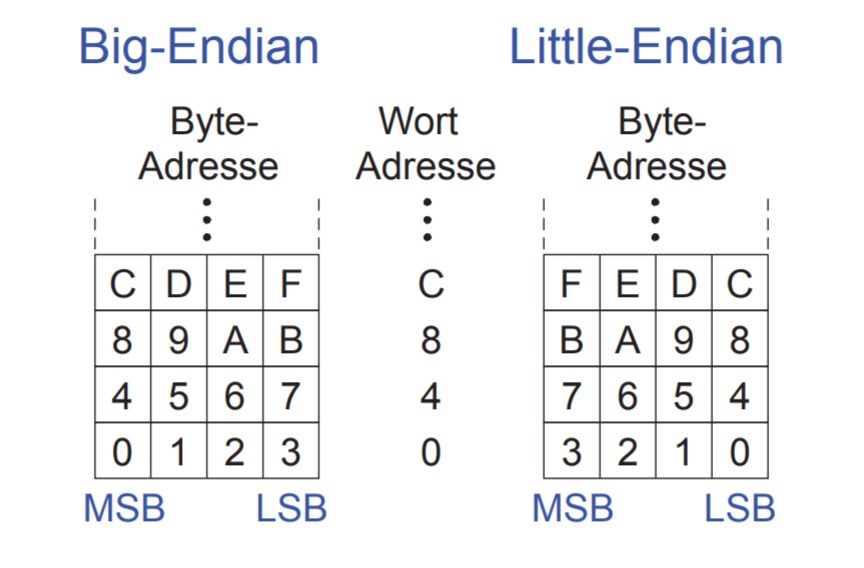 Big-Endian Little-Endian
Byte- Wort Byte-
Adresse Adresse Adresse
C D E F C F E D C
8 9 A B 8 B A 9 8
4 5 6 7 4 7 6 5 4
0 1 2 3 0 3 2 1 0
MSB LSB MSB LSB